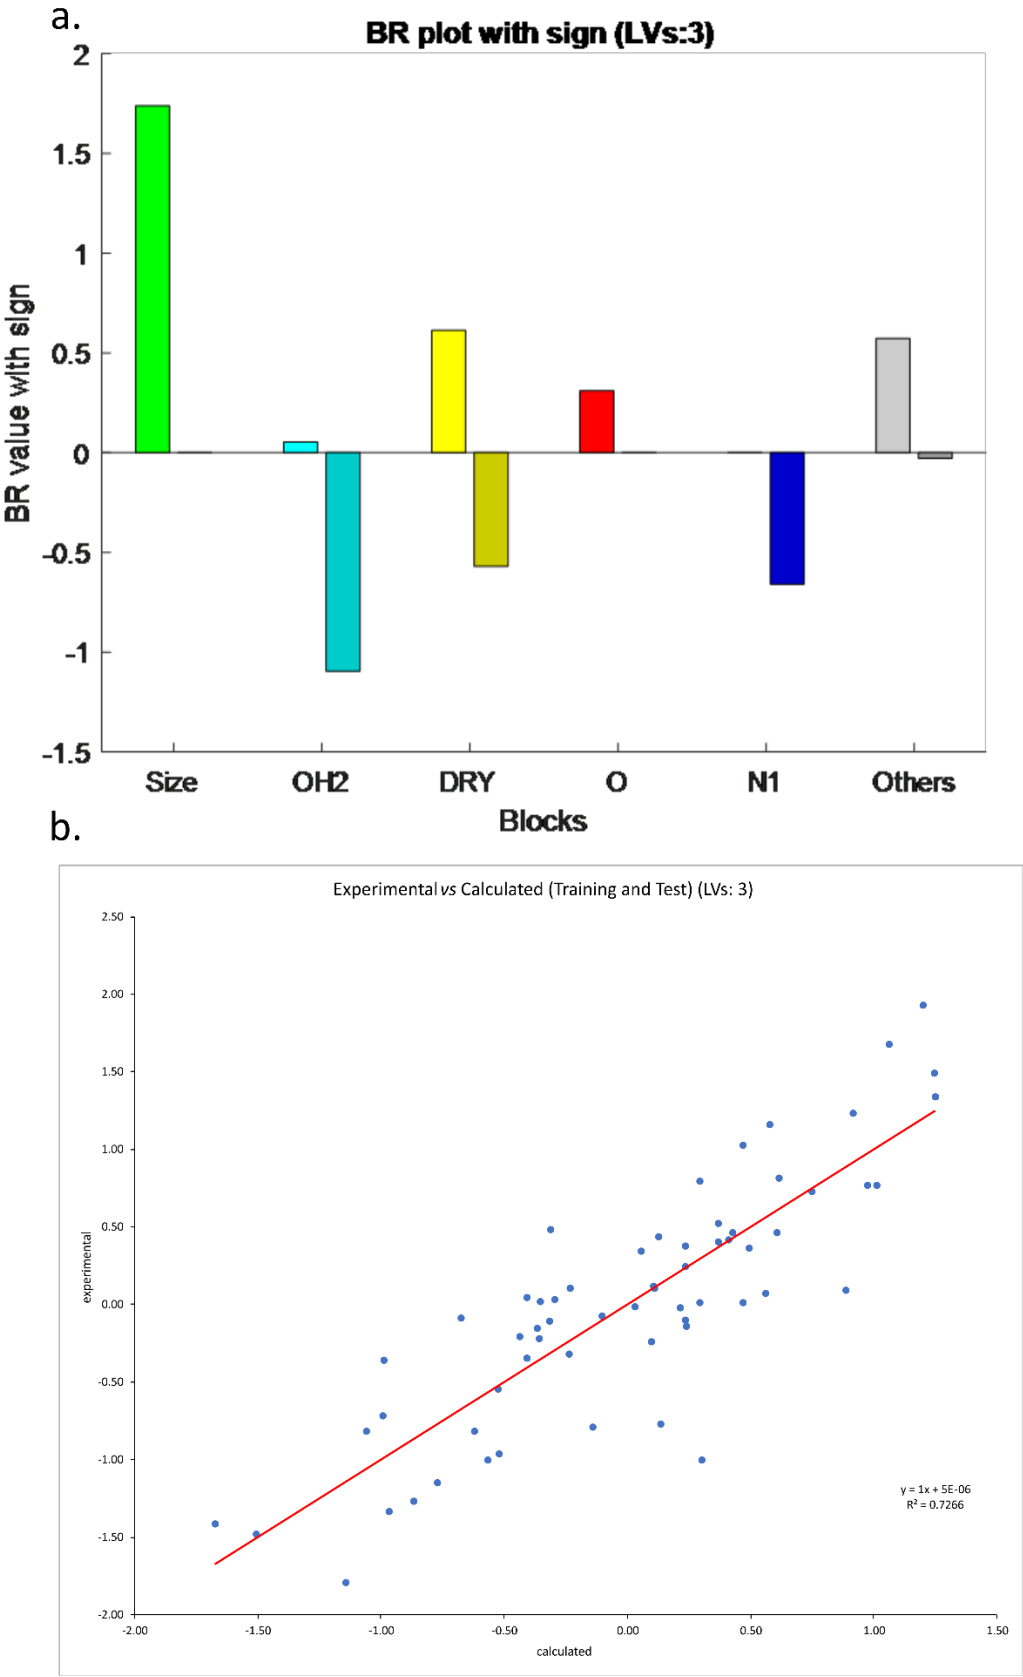 a.
BR plot with sign (LVs:3)
2
1.5
1
0.5
0
-0.5
-1
-1.5
BR value with sign
Size OH2 DRY O N1 Others
Blocks
b.
Experimental vs Calculated (Training and Test) (LVs: 3)
2.50
2.00
1.50
1.00
0.50
0.00
-0.50
-1.00
-1.50
-2.00
experimental
y = 1x + 5E-06
R² = 0.7266
-2.00 -1.50 -1.00 -0.50 0.00 0.50 1.00 1.50
calculated